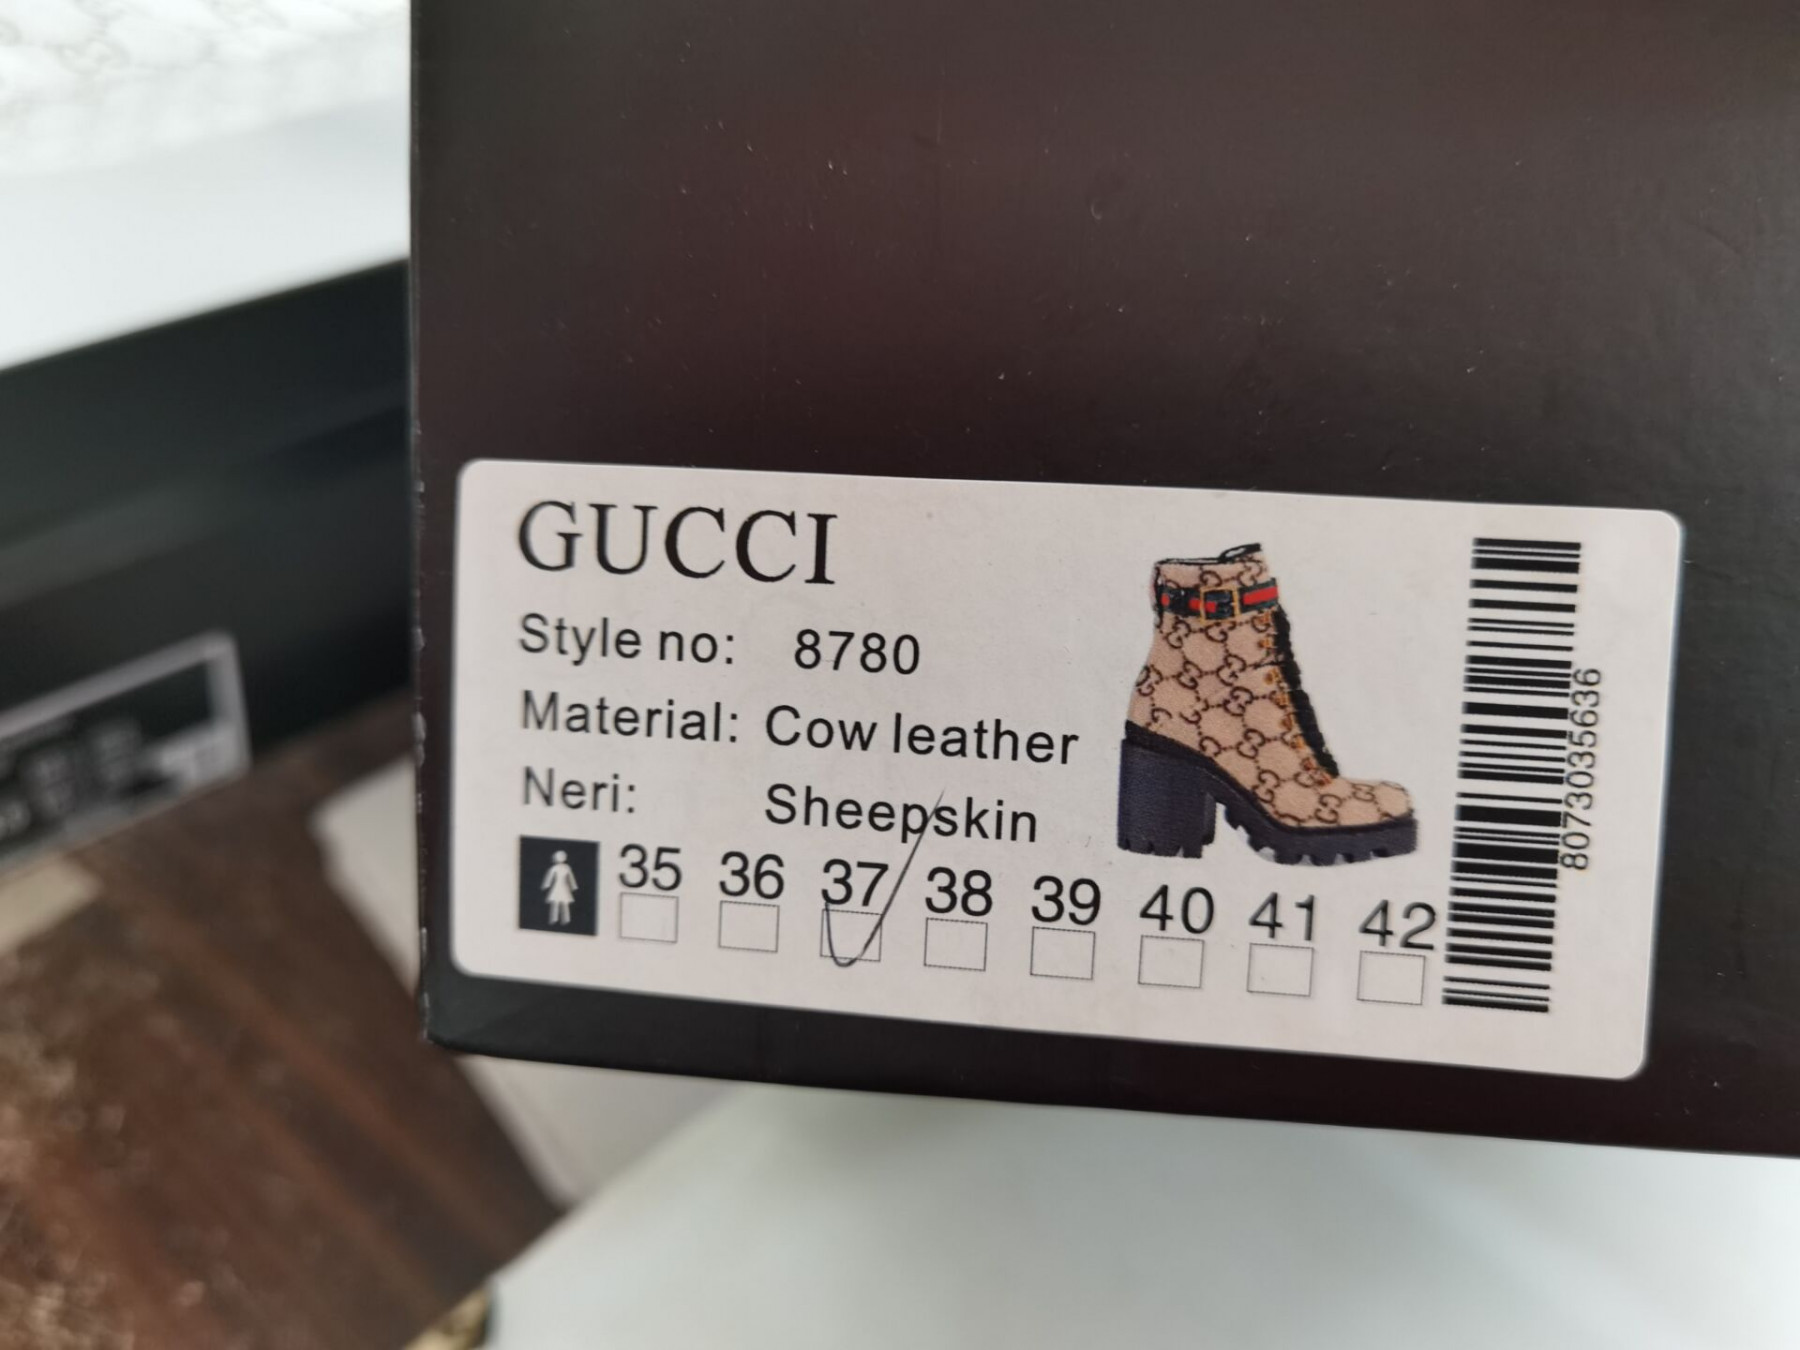 GUCCI
Style no: 8780
Material: Cow leather
Neri: Sheepskin
35 36 37 38 39 40 41 42
8073035636